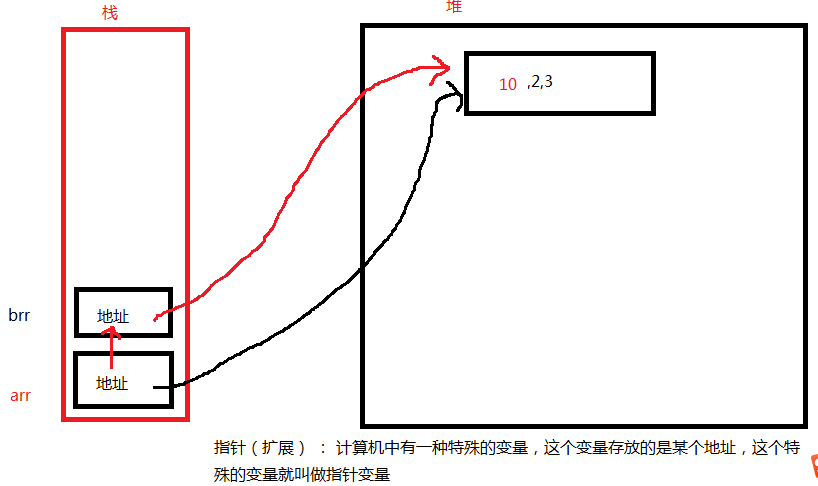 栈
堆
10 ,2,3
brr
地址
arr
地址
指针（扩展） ： 计算机中有一种特殊的变量，这个变量存放的是某个地址，这个特
殊的变量就叫做指针变量